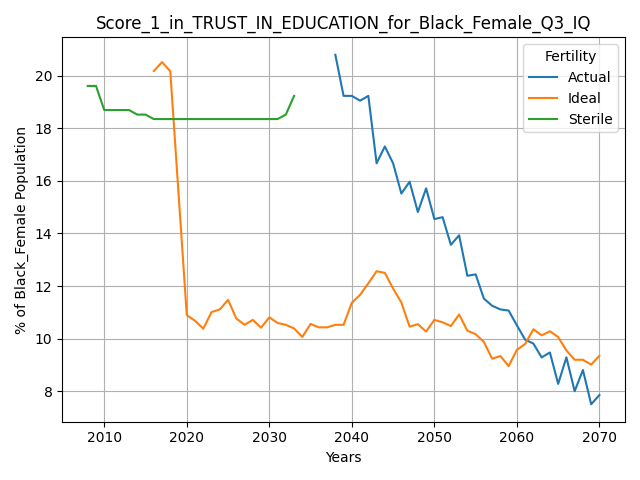 Score_1_in_TRUST_IN_EDUCATION_for_Black_Female_Q3_IQ
Fertility
Actual
Ideal
Sterile
% of Black_Female Population
20
18
16
14
12
10
8
2010 2020 2030 2040 2050 2060 2070
Years